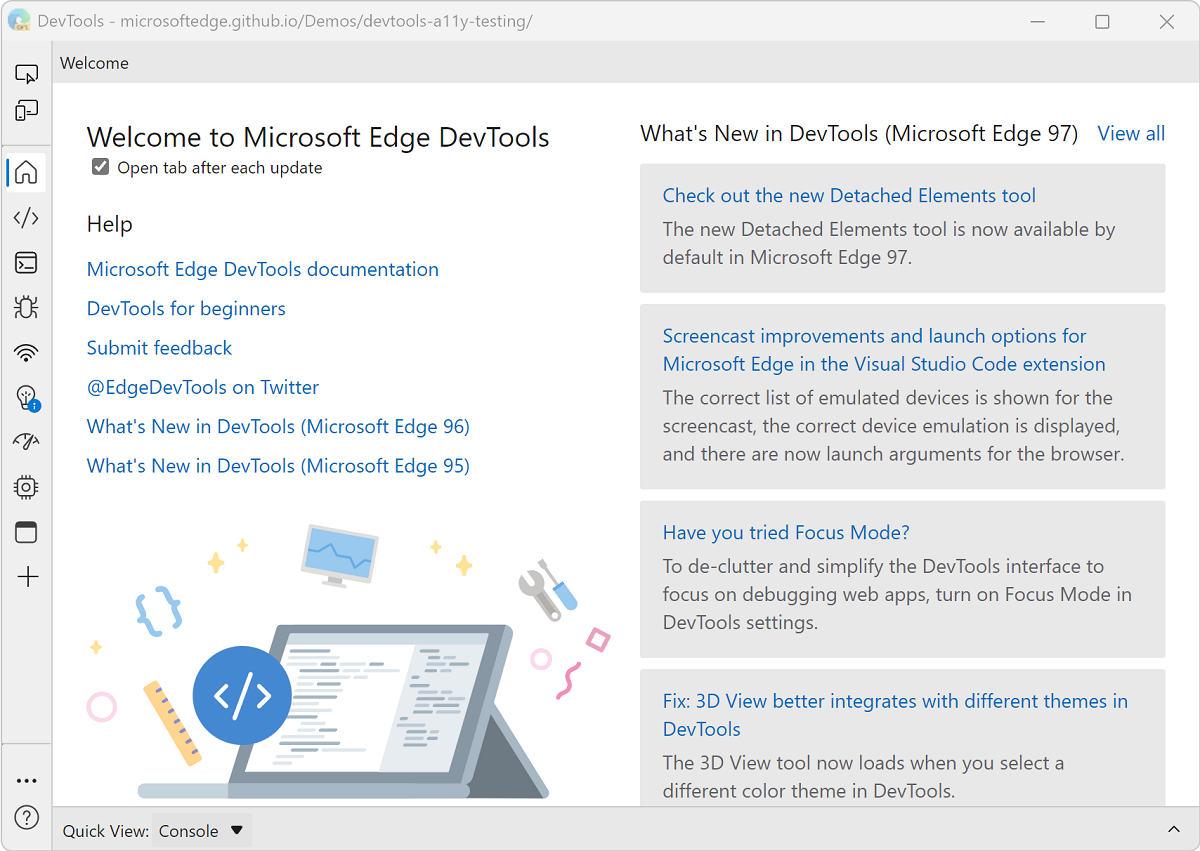 DevTools - microsoftedge.github.io/Demos/devtools-a11y-testing/
Welcome
Welcome to Microsoft Edge DevTools
Open tab after each update
Help
Microsoft Edge DevTools documentation
DevTools for beginners
Submit feedback
@EdgeDevTools on Twitter
What's New in DevTools (Microsoft Edge 96)
What's New in DevTools (Microsoft Edge 95)
What's New in DevTools (Microsoft Edge 97) View all
Check out the new Detached Elements tool
The new Detached Elements tool is now available by
default in Microsoft Edge 97.
Screencast improvements and launch options for
Microsoft Edge in the Visual Studio Code extension
The correct list of emulated devices is shown for the
screencast, the correct device emulation is displayed,
and there are now launch arguments for the browser.
Have you tried Focus Mode?
To de-clutter and simplify the DevTools interface to
focus on debugging web apps, turn on Focus Mode in
DevTools settings.
Fix: 3D View better integrates with different themes in
DevTools
The 3D View tool now loads when you select a
different color theme in DevTools.
Quick View: Console